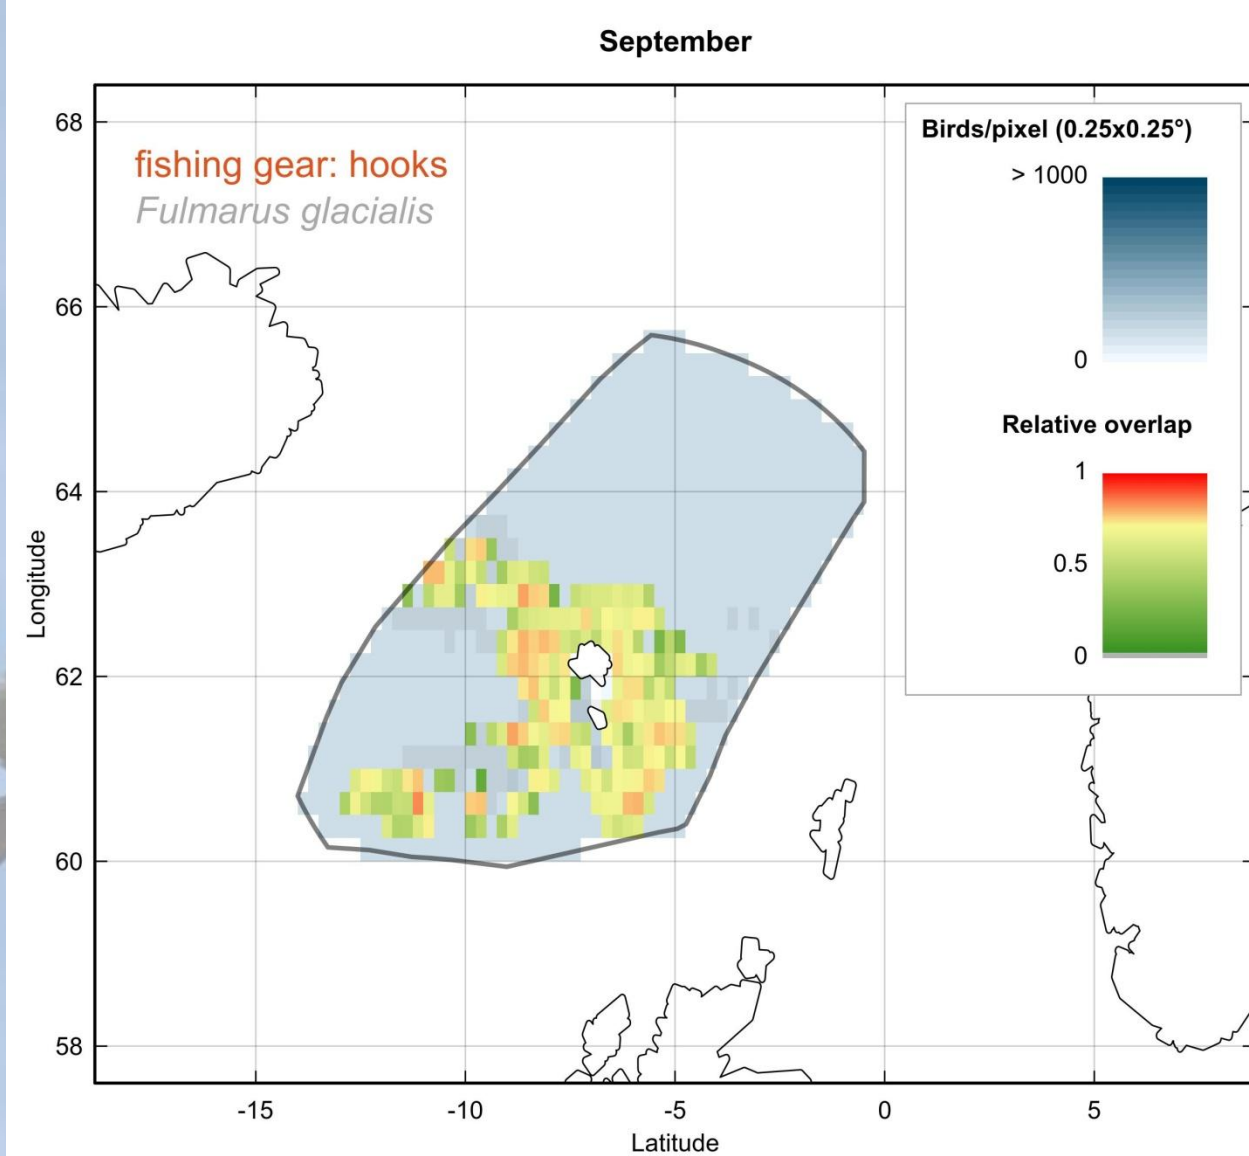 September
68
66
64
62
60
58
Longitude
fishing gear: hooks
Fulmarus glacialis
Birds/pixel (0.25x0.25°)
> 1000
0
Relative overlap
1
0.5
0
-15
-10
-5
0
5
Latitude